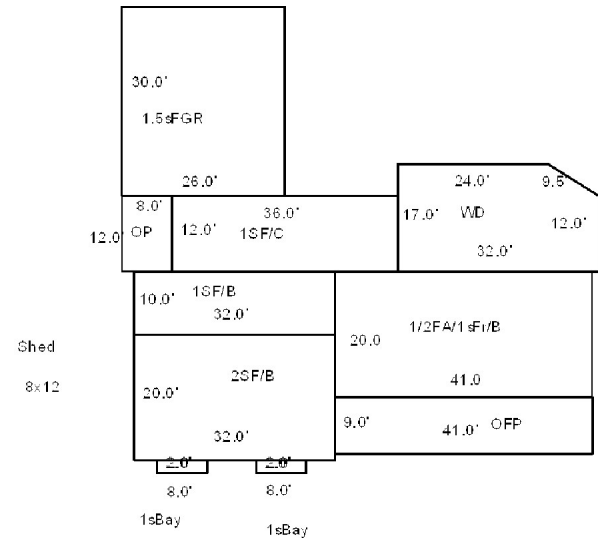 30.0'
1.5sFGR
26.0'
24.0' 9.5'
8.0' 36.0' 17.0' WD 12.0'
12.0' OP 12.0' 1SF/C
32.0'
10.0' 1SF/B
32.0'
1/2FA/1sFr/B
20.0
Shed
8x12
2SF/B
41.0
20.0'
9.0' 41.0' OFP
32.0'
2.0' 2.0'
8.0' 8.0'
1sBay
1sBay